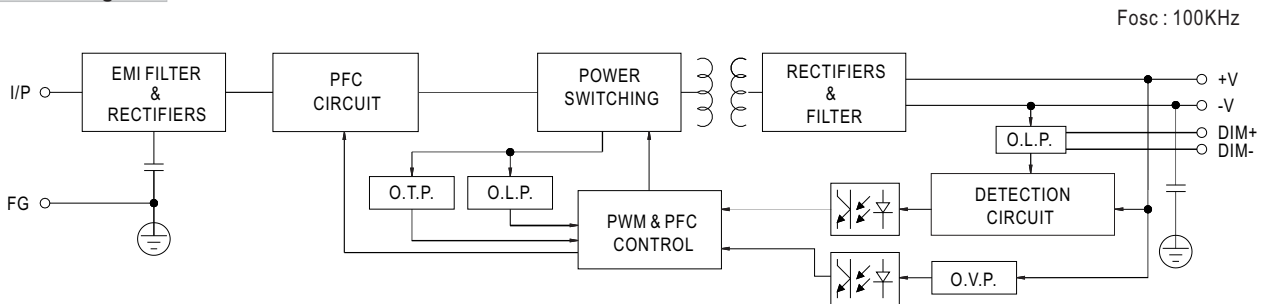 Fosc : 100KHz
I/P
EMI FILTER
&
RECTIFIERS
PFC
CIRCUIT
POWER
SWITCHING
RECTIFIERS
&
FILTER
+V
-V
DIM+
DIM-
O.L.P.
FG
O.T.P.
O.L.P.
PWM & PFC
CONTROL
DETECTION
CIRCUIT
O.V.P.